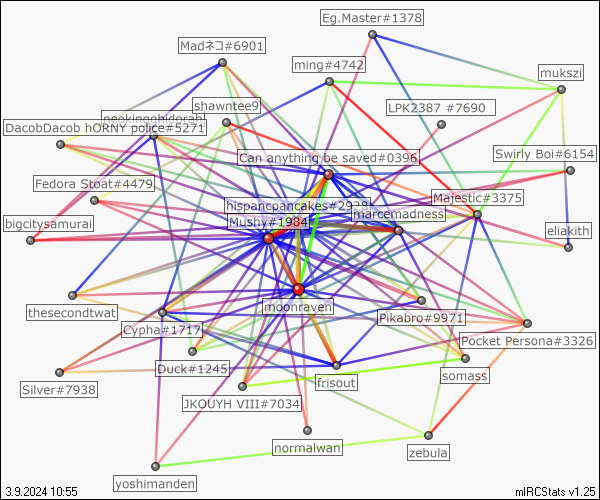 Eg.Master#1378
Madネコ#6901
ming#4742
mukszi
shawntee9
LPK2387 #7690
DacobDacob hORNY police#5271
Can anything be saved#0396
Swirly Boi#6154
Fedora Stoat#4479
Majestic#3375
hispancpancakes#2929
marcemadness
Mushy#1984
bigcitysamurai
eliakith
moonraven
thesecondtwat
Pikabro#9971
Cypha#1717
Pocket Persona#3326
Duck#1245
somass
Silver#7938
frisout
JKOUYH VIII#7034
normalwan
zebula
yoshimanden
3.9.2024 10:55
mIRCStats v1.25